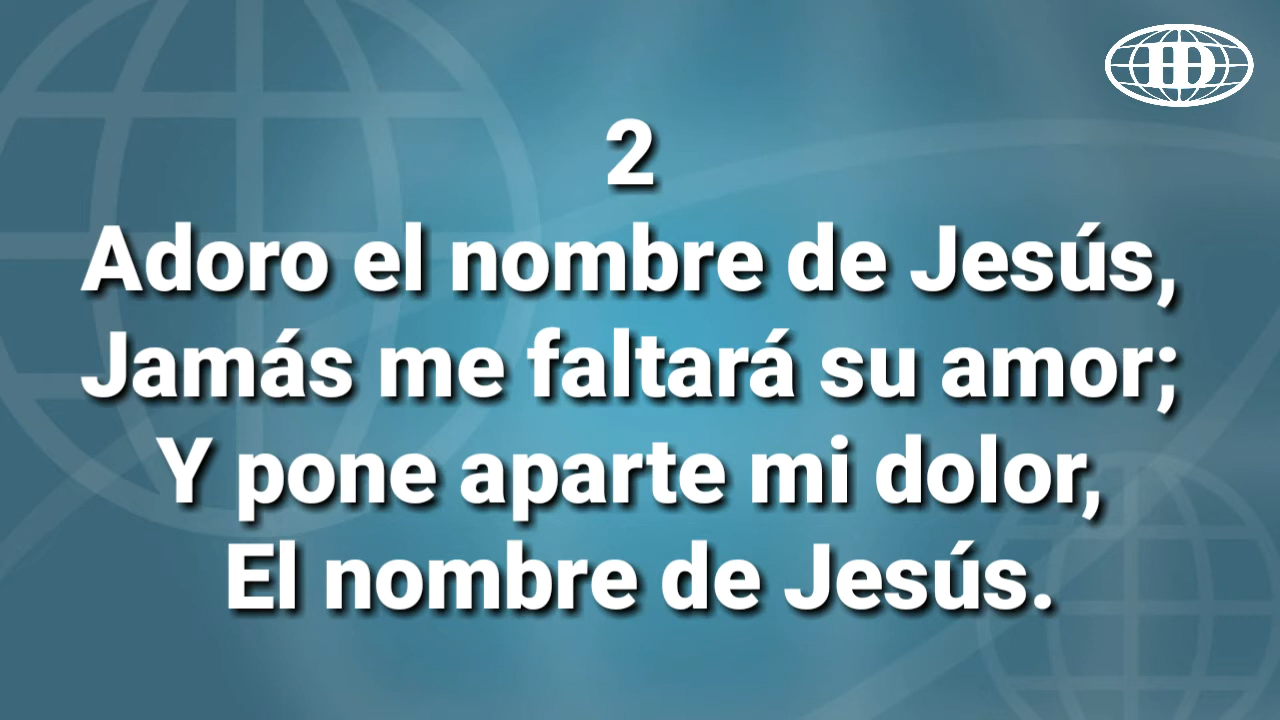 2
Adoro el nombre de Jesús,
Jamás me faltará su amor;
Y pone aparte mi dolor,
El nombre de Jesús.